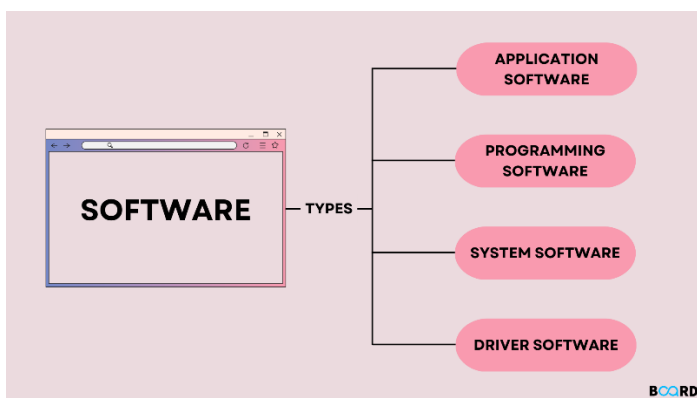 SOFTWARE
TYPES
APPLICATION
SOFTWARE
PROGRAMMING
SOFTWARE
SYSTEM SOFTWARE
DRIVER SOFTWARE
BOARD